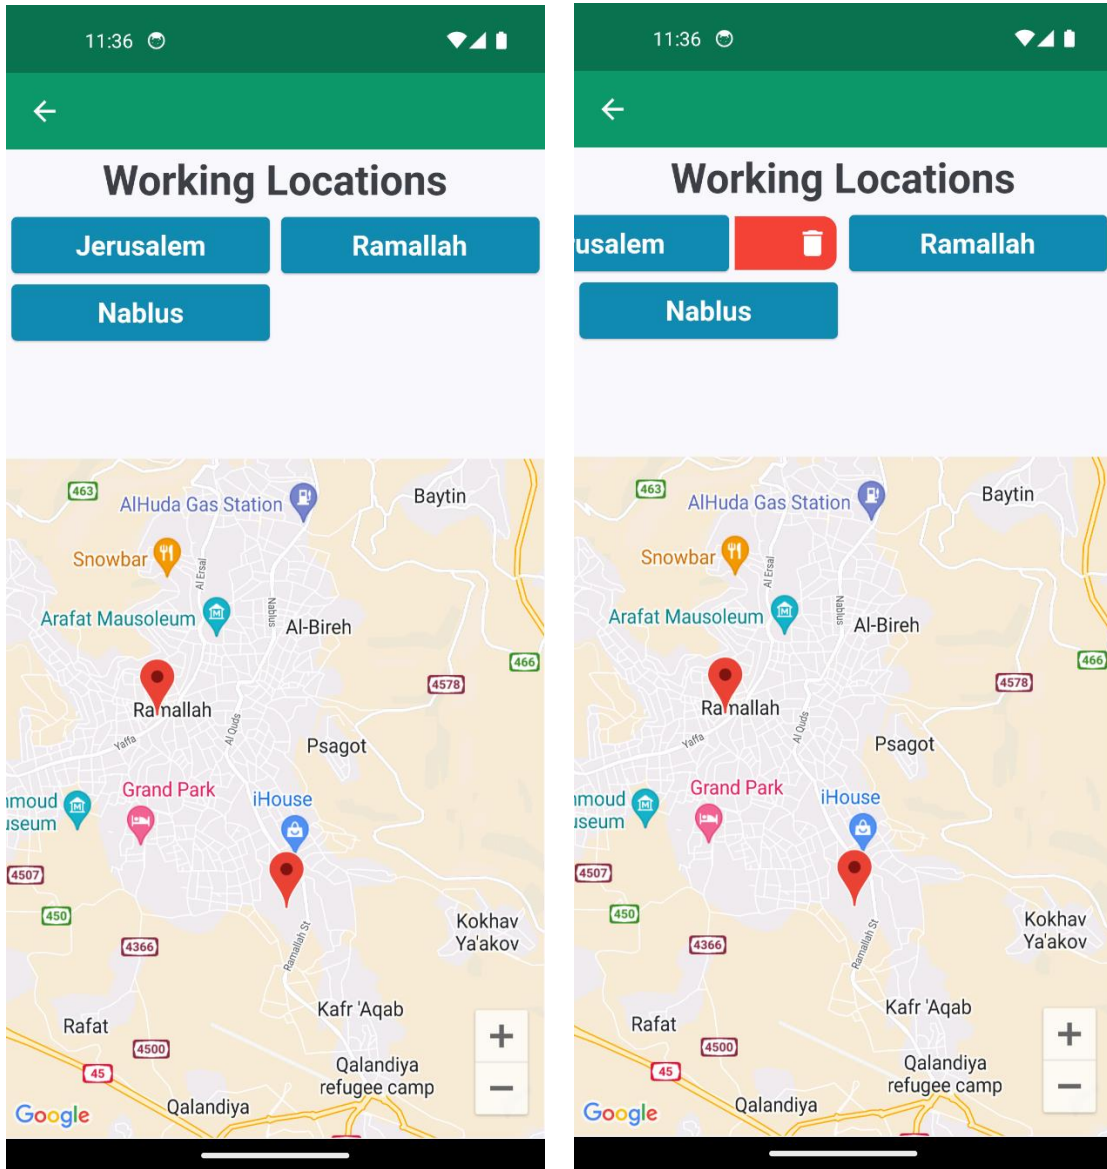 11:36
Working Locations
Jerusalem
Ramallah
Nablus
463
AlHuda Gas Station
Baytin
Snowbar
Al Ersal
Arafat Mausoleum
Nablus
Al-Bireh
466
4578
Ramallah
Al Quds
Yaffa
Psagot
Grand Park
iHouse
hmoud
useum
4507
450
4366
Ramallah St
Kokhav
Ya'akov
Kafr 'Aqab
Rafat
4500
45
Qalandiya
refugee camp
Qalandiya
Google
11:36
Working Locations
rusalem
Ramallah
Nablus
463
AlHuda Gas Station
Baytin
Snowbar
Al Ersal
Arafat Mausoleum
Nablus
Al-Bireh
466
4578
Ramallah
Al Quds
Yaffa
Psagot
Grand Park
iHouse
hmoud
useum
4507
450
4366
Ramallah St
Kokhav
Ya'akov
Kafr 'Aqab
Rafat
4500
45
Qalandiya
refugee camp
Qalandiya
Google